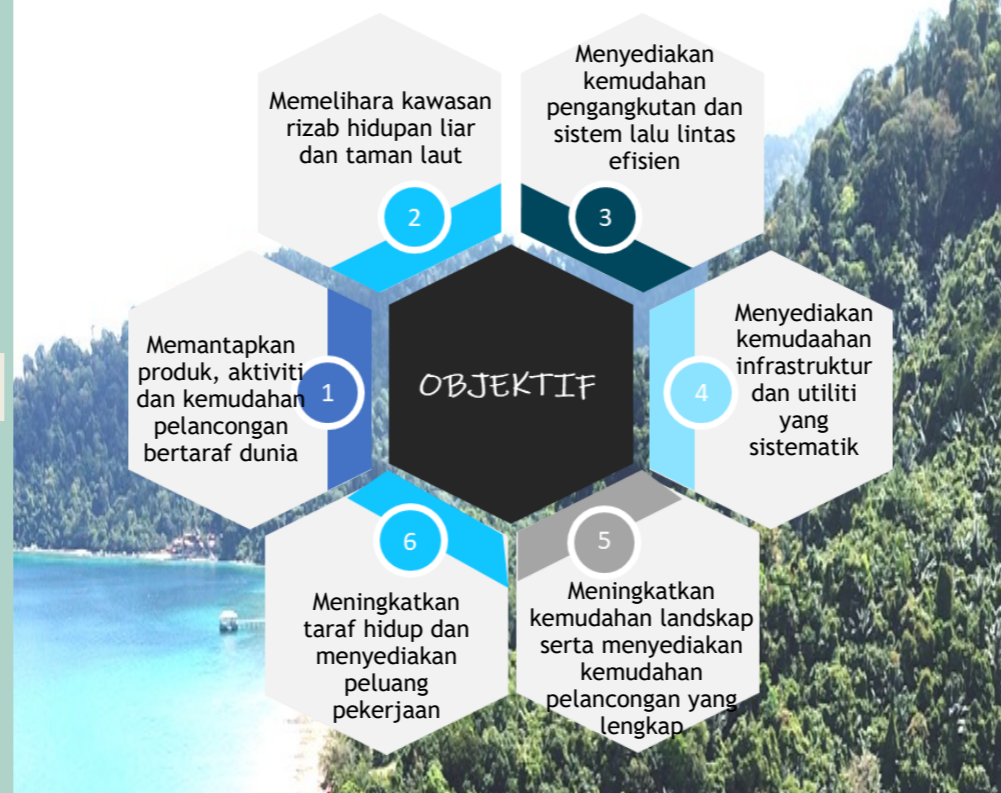 OBJEKTIF
1
Memantapkan
produk, aktiviti
dan kemudahan
pelancongan
bertaraf dunia
2
Memelihara kawasan
rizab hidupan liar
dan taman laut
3
Menyediakan
kemudahan
pengangkutan dan
sistem lalu lintas
efisien
4
Menyediakan
kemudaahan
infrastruktur
dan utiliti
yang
sistematik
5
Meningkatkan
kemudahan landskap
serta menyediakan
kemudahan
pelancongan yang
lengkap
6
Meningkatkan
taraf hidup dan
menyediakan
peluang
pekerjaan